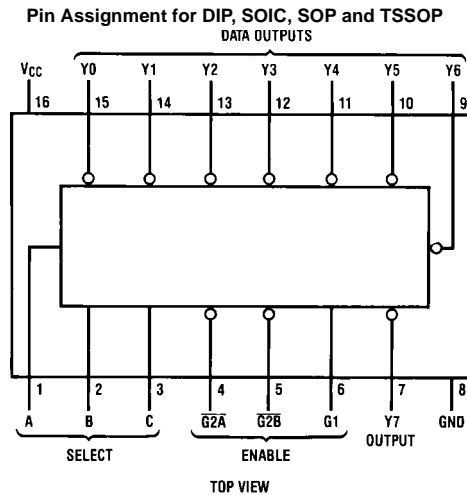 Pin Assignment for DIP, SOIC, SOP and TSSOP
DATA OUTPUTS
VCC Y0 Y1 Y2 Y3 Y4 Y5 Y6
16 15 14 13 12 11 10 9
1 2 3 4 5 6 7 8
A B C G2A G2B G1 Y7 GND
OUTPUT
SELECT ENABLE
TOP VIEW